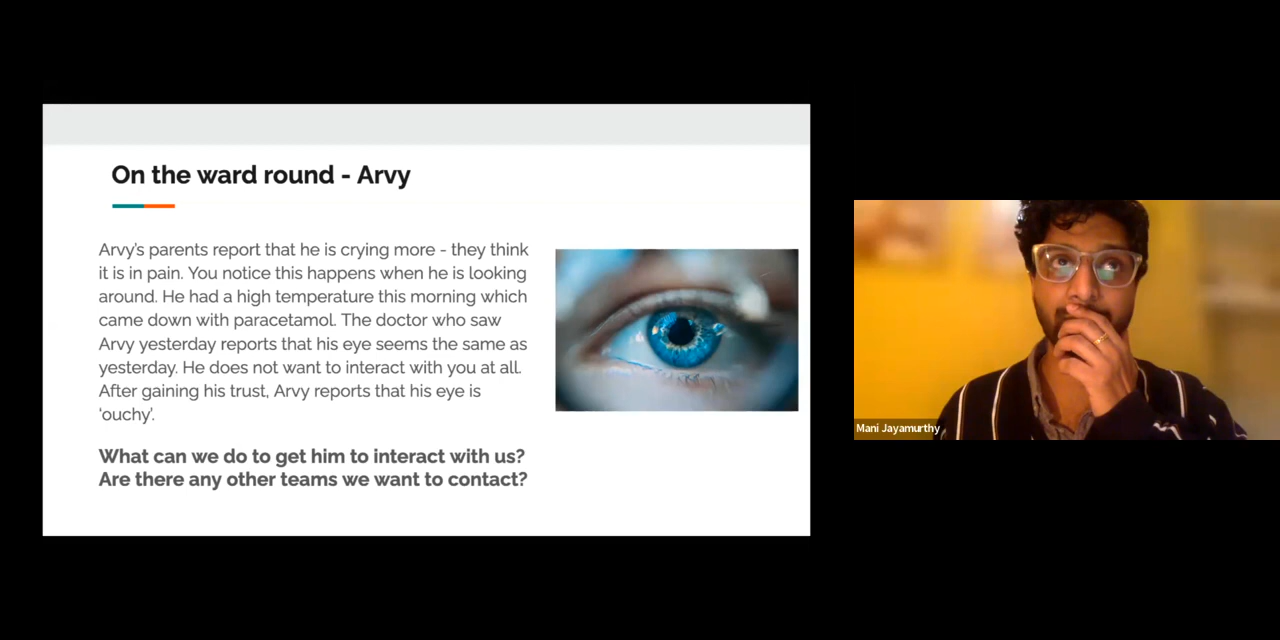 On the ward round - Arvy
Arvy’s parents report that he is crying more - they think
it is in pain. You notice this happens when he is looking
around. He had a high temperature this morning which
came down with paracetamol. The doctor who saw
Arvy yesterday reports that his eye seems the same as
yesterday. He does not want to interact with you at all.
After gaining his trust, Arvy reports that his eye is
‘ouchy’.
What can we do to get him to interact with us?
Are there any other teams we want to contact?
Mani Jayamurthy